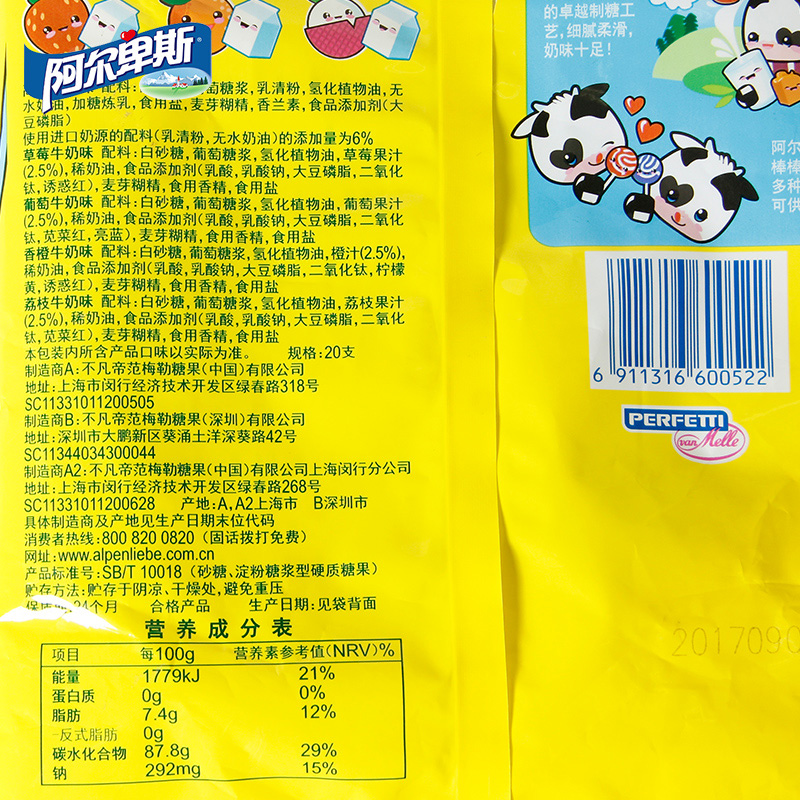 阿尔卑斯
配料:
葡萄糖浆,乳清粉,氢化植物油,无
水奶油,加糖炼乳,食用盐,麦芽糊精,香兰素,食品添加剂(大
豆磷脂)
使用进口奶源的配料(乳清粉,无水奶油)的添加量为6%
草莓牛奶味 配料:白砂糖,葡萄糖浆,氢化植物油,草莓果汁
(2.5%),稀奶油,食品添加剂(乳酸,乳酸钠,大豆磷脂,二氧化
钛,诱惑红),麦芽糊精,食用香精,食用盐
葡萄牛奶味 配料:白砂糖,葡萄糖浆,氢化植物油,葡萄果汁
(2.5%),稀奶油,食品添加剂(乳酸,乳酸钠,大豆磷脂,二氧化
钛,苋菜红,亮蓝),麦芽糊精,食用香精,食用盐
香橙牛奶味 配料:白砂糖,葡萄糖浆,氢化植物油,橙汁(2.5%),
稀奶油,食品添加剂(乳酸,乳酸钠,大豆磷脂,二氧化钛,柠檬
黄,诱惑红),麦芽糊精,食用香精,食用盐
荔枝牛奶味 配料:白砂糖,葡萄糖浆,氢化植物油,荔枝果汁
(2.5%),稀奶油,食品添加剂(乳酸,乳酸钠,大豆磷脂,二氧化
钛,苋菜红),麦芽糊精,食用香精,食用盐
本包装内所含产品口味以实际为准。 规格:20支
制造商A:不凡帝范梅勒糖果(中国)有限公司
地址:上海市闵行经济技术开发区绿春路318号
SC11331011200505
制造商B:不凡帝范梅勒糖果(深圳)有限公司
地址:深圳市大鹏新区葵涌土洋深葵路42号
SC11344034300044
制造商A2:不凡帝范梅勒糖果(中国)有限公司上海闵行分公司
地址:上海市闵行经济技术开发区绿春路268号
SC11331011200628 产地:A,A2上海市 B深圳市
具体制造商及产地见生产日期末位代码
消费者热线:800 820 0820 (固话拨打免费)
网址:www.alpenliebe.com.cn
产品标准号:SB/T 10018 (砂糖、淀粉糖浆型硬质糖果)
贮存方法:贮存于阴凉、干燥处,避免重压
保质期:24个月 合格产品 生产日期:见袋背面
营养成分表
项目 每100g 营养素参考值(NRV)%
能量 1779kJ 21%
蛋白质 0g 0%
脂肪 7.4g 12%
-反式脂肪 0g
碳水化合物 87.8g 29%
钠 292mg 15%
的卓越制糖工
艺,细腻柔滑,
奶味十足!
阿尔
棒棒
多种
可供
6 911316 600522
PERFETTI
van Melle
2017090